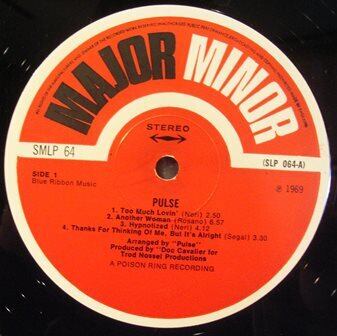 MAJOR MINOR
STEREO
SMLP 64
(SLP 064-A)
SIDE 1
Blue Ribbon Music
℗ 1969
PULSE
1. Too Much Lovin' (Neri) 2.50
2. Another Woman (Rosano) 6.57
3. Hypnotized (Neri) 4.12
4. Thanks For Thinking Of Me, But It's Alright (Segal) 3.30
Arranged by "Pulse"
Produced by "Doc Cavalier for
Trod Nossel Productions
A POISON RING RECORDING